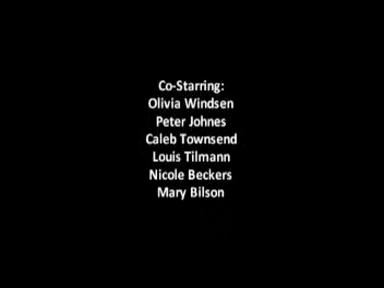 Co-Starring:
Olivia Windsen
Peter Johnes
Caleb Townsend
Louis Tilmann
Nicole Beckers
Mary Bilson